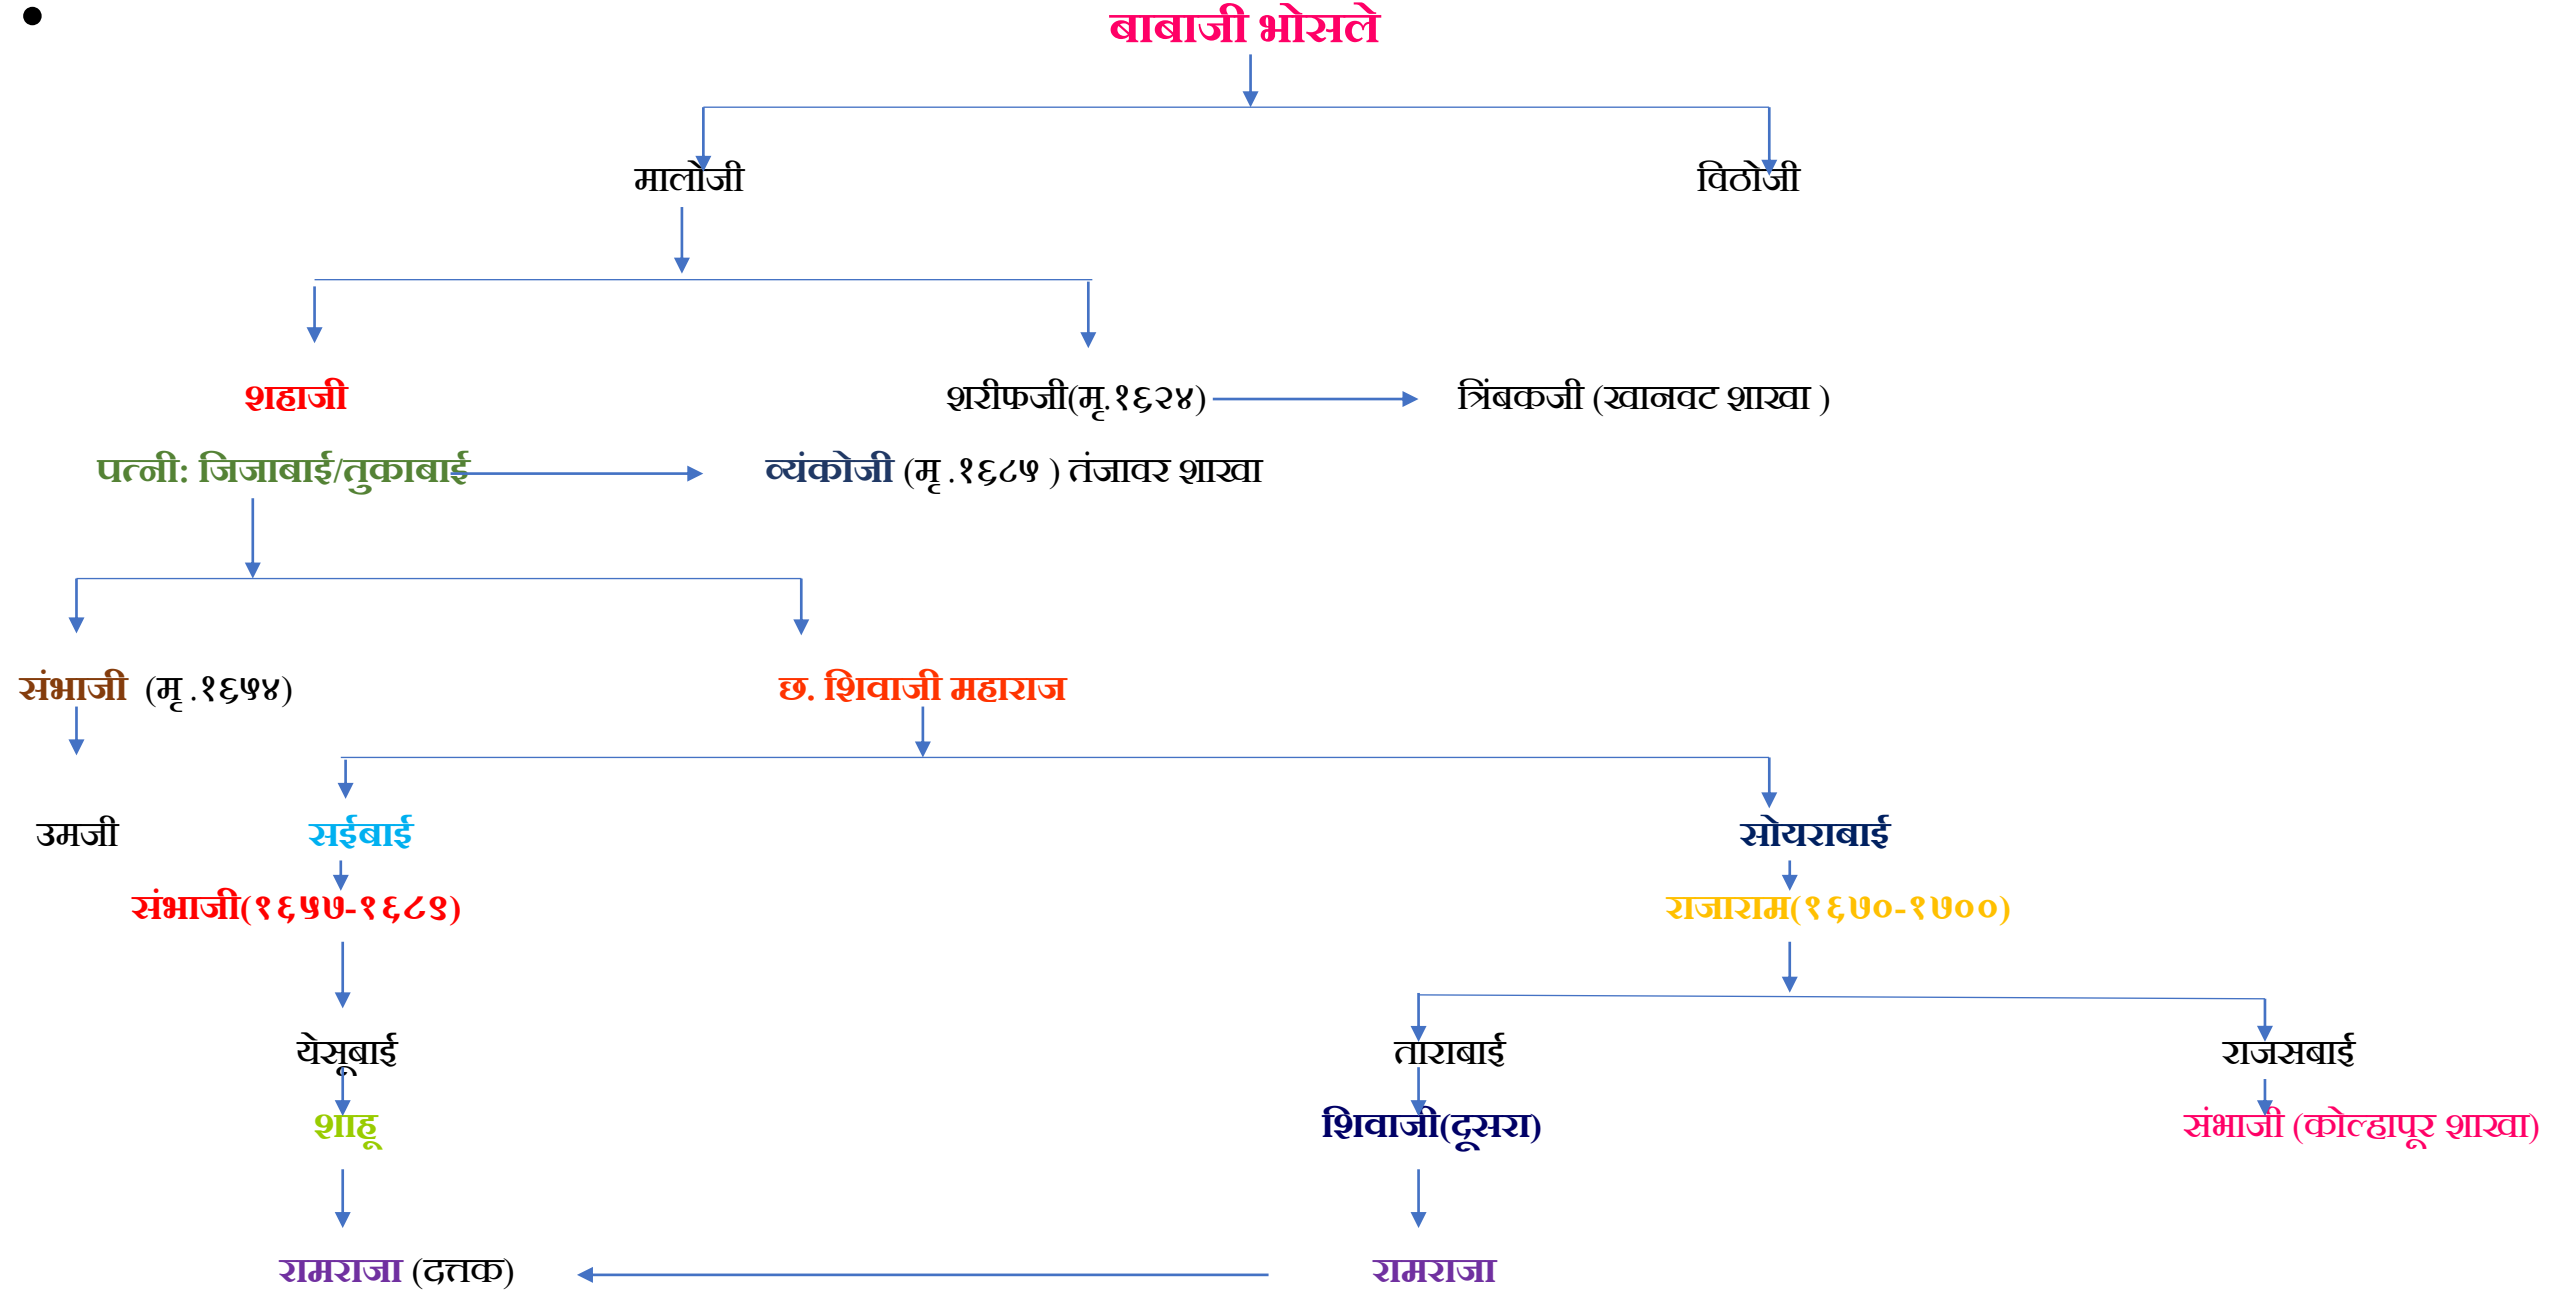 बाबाजी भोसले
मालोजी विठोजी
शहाजी शरीफजी(मृ.१६२४) त्रिंबकजी (खानवट शाखा )
पत्नी: जिजाबाई/तुकाबाई व्यंकोजी (मृ .१६८५ ) तंजावर शाखा
संभाजी (मृ .१६५४) छ. शिवाजी महाराज
उमजी सईबाई सोयराबाई
संभाजी(१६५७-१६८९) राजाराम(१६७०-१७००)
येसूबाई ताराबाई राजसबाई
शाहू शिवाजी(दूसरा) संभाजी (कोल्हापूर शाखा)
रामराजा (दत्तक) रामराजा